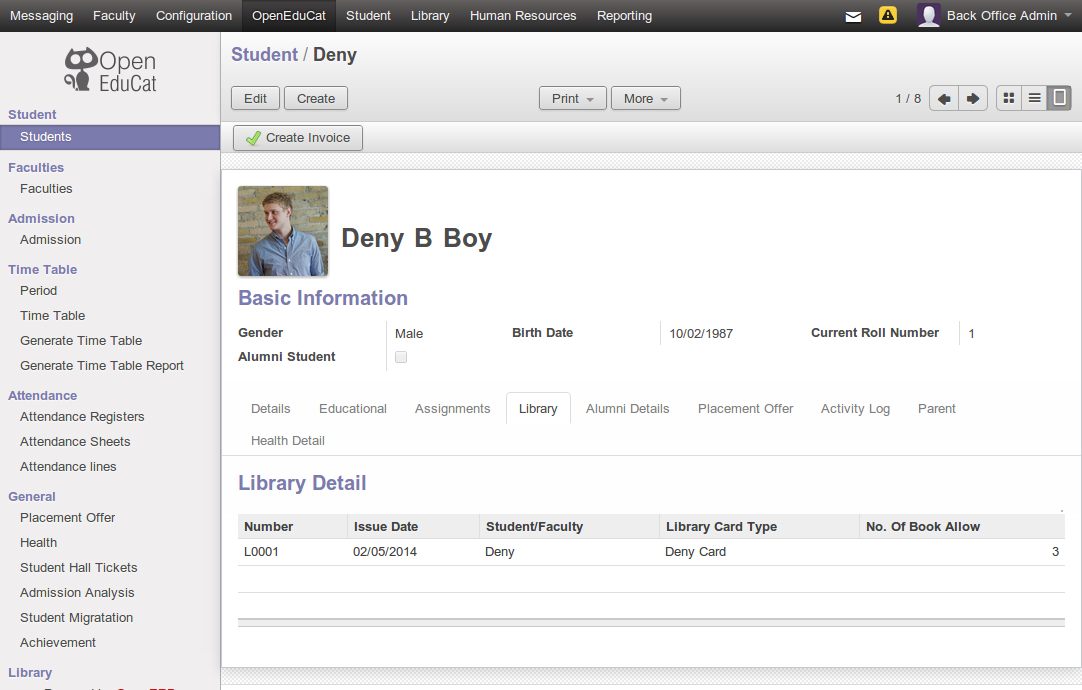 Messaging Faculty Configuration OpenEduCat Student Library Human Resources Reporting Back Office Admin
Open
EduCat
Student
Students
Faculties
Faculties
Admission
Admission
Time Table
Period
Time Table
Generate Time Table
Generate Time Table Report
Attendance
Attendance Registers
Attendance Sheets
Attendance lines
General
Placement Offer
Health
Student Hall Tickets
Admission Analysis
Student Migratation
Achievement
Library
Student / Deny
Edit Create Print More 1 / 8
Create Invoice
Deny B Boy
Basic Information
Gender Male Birth Date 10/02/1987 Current Roll Number 1
Alumni Student
Details Educational Assignments Library Alumni Details Placement Offer Activity Log Parent
Health Detail
Library Detail
Number Issue Date Student/Faculty Library Card Type No. Of Book Allow
L0001 02/05/2014 Deny Deny Card 3